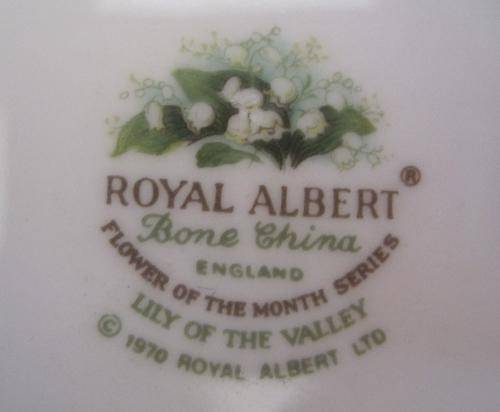 ROYAL ALBERT ®
Bone China
ENGLAND
FLOWER OF THE MONTH SERIES
LILY OF THE VALLEY
© 1970 ROYAL ALBERT LTD